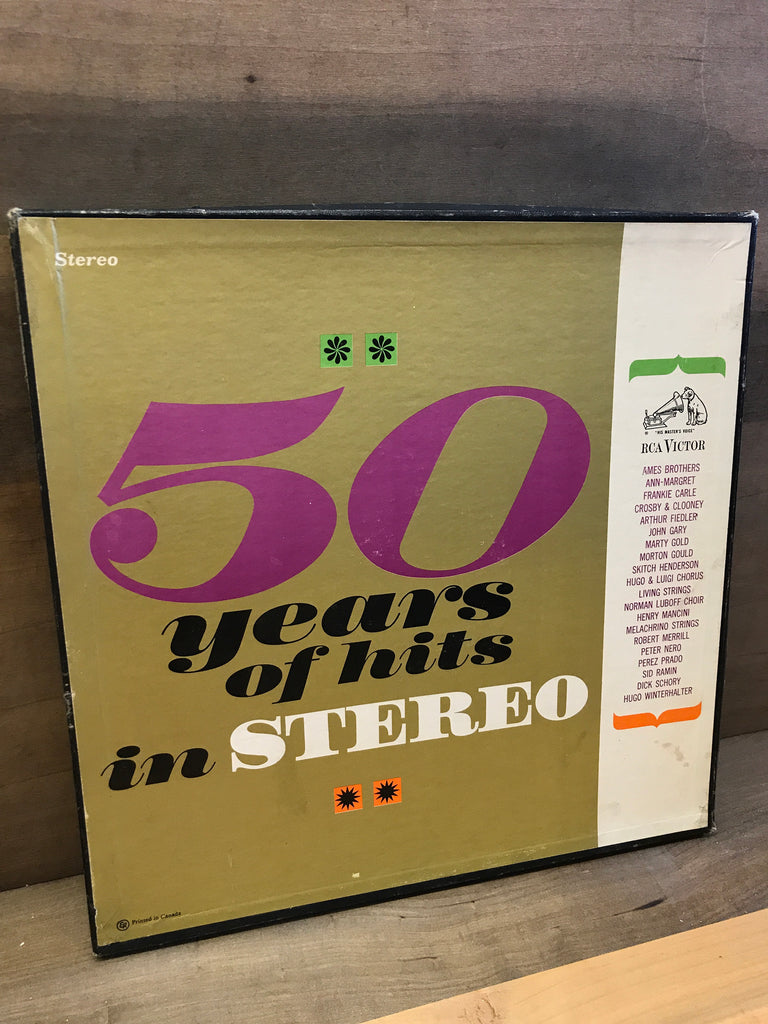 Stereo
50
years
of hits
in STEREO
"HIS MASTER'S VOICE"
RCA VICTOR
AMES BROTHERS
ANN-MARGRET
FRANKIE CARLE
CROSBY & CLOONEY
ARTHUR FIEDLER
JOHN GARY
MARTY GOLD
MORTON GOULD
SKITCH HENDERSON
HUGO & LUIGI CHORUS
LIVING STRINGS
NORMAN LUBOFF CHOIR
HENRY MANCINI
MELACHRINO STRINGS
ROBERT MERRILL
PETER NERO
PEREZ PRADO
SID RAMIN
DICK SCHORY
HUGO WINTERHALTER
Printed in Canada